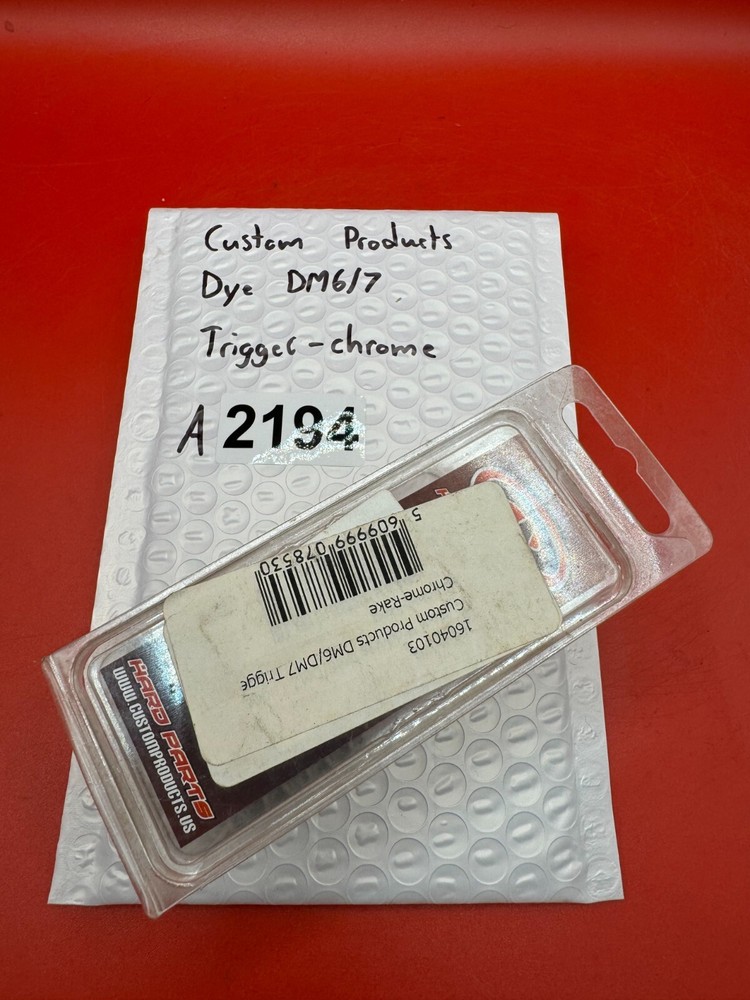 Custom Products
Dye DM6/7
Trigger-chrome
A 2194
16040103
Custom Products DM6/DM7 Trigge
Chrome-Rake
5 609999 078530
HARD PARTS
WWW.CUSTOMPRODUCTS.US